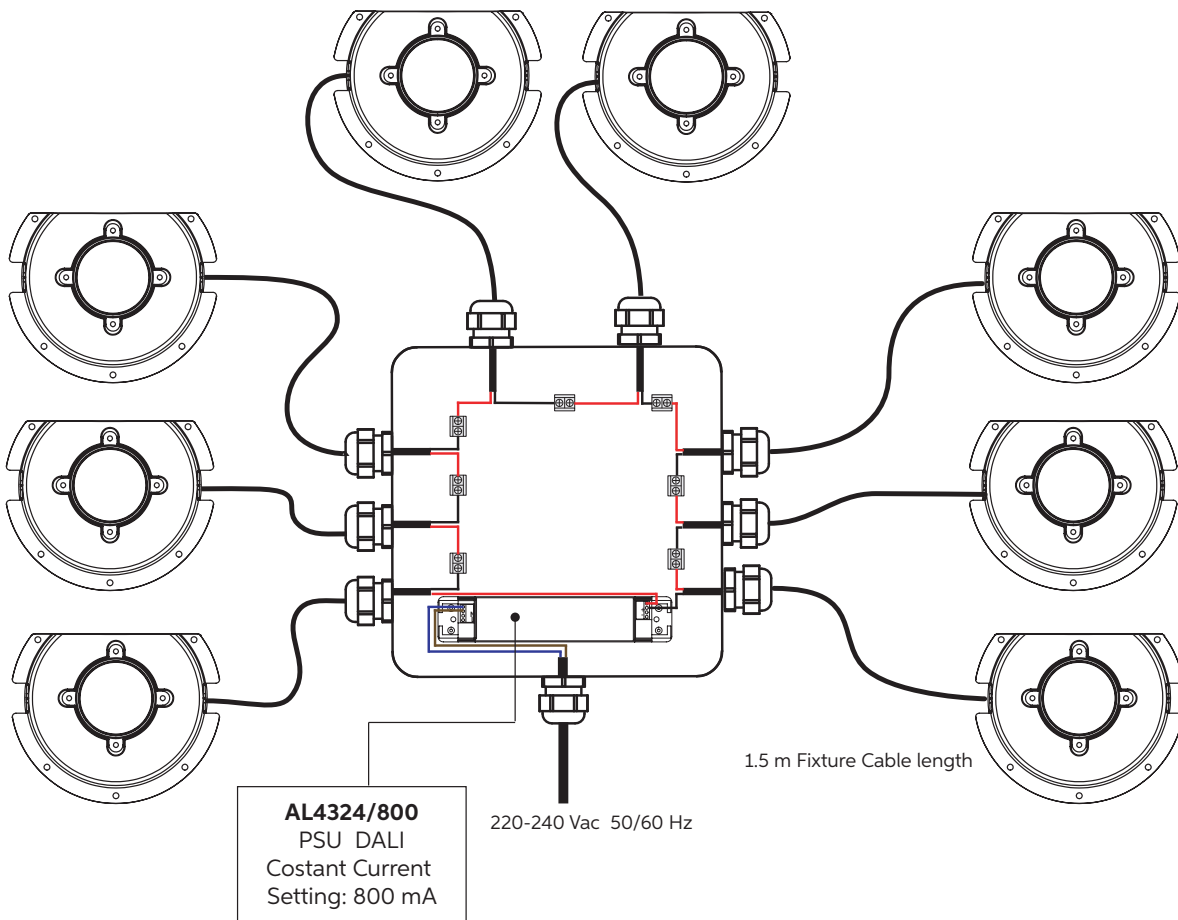 1.5 m Fixture Cable length
AL4324/800
PSU DALI
Costant Current
Setting: 800 mA
220-240 Vac 50/60 Hz